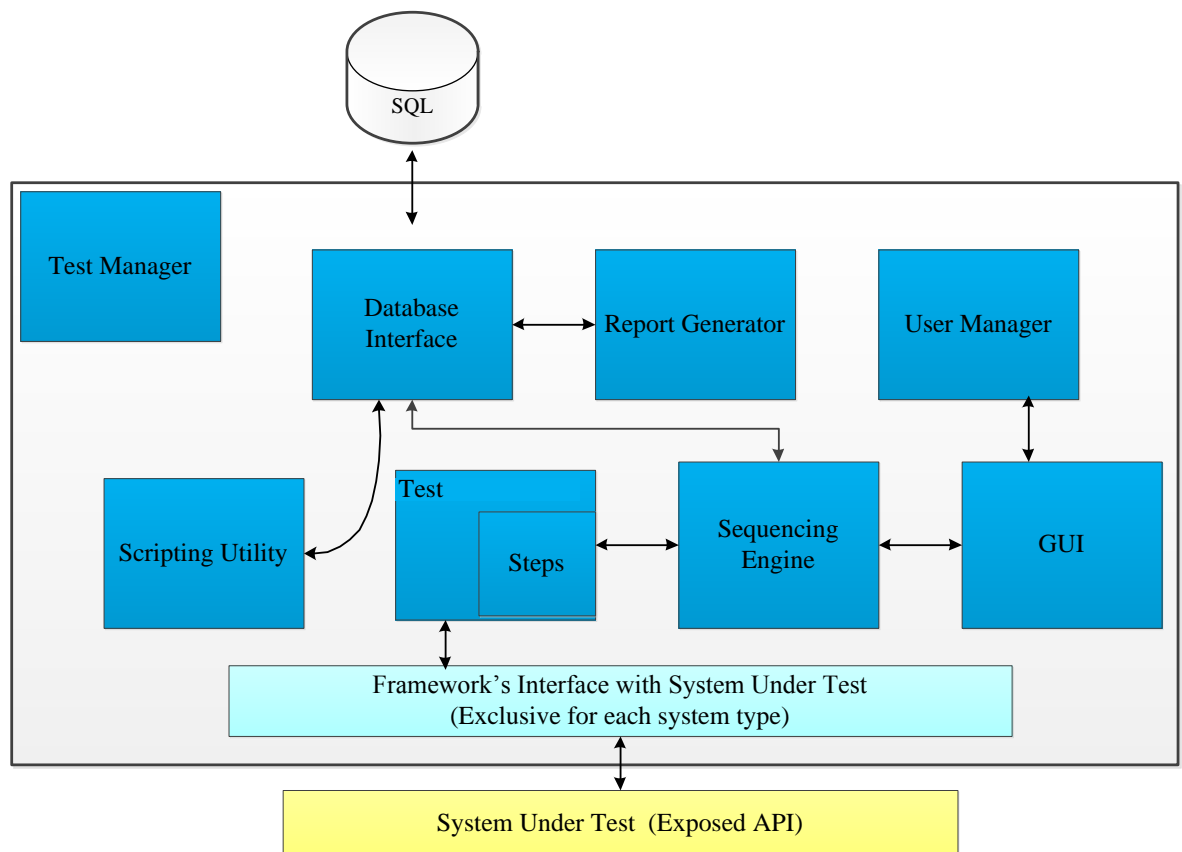 SQL
Test Manager
Database
Interface
Report Generator
User Manager
Scripting Utility
Test
Steps
Sequencing
Engine
GUI
Framework's Interface with System Under Test
(Exclusive for each system type)
System Under Test (Exposed API)